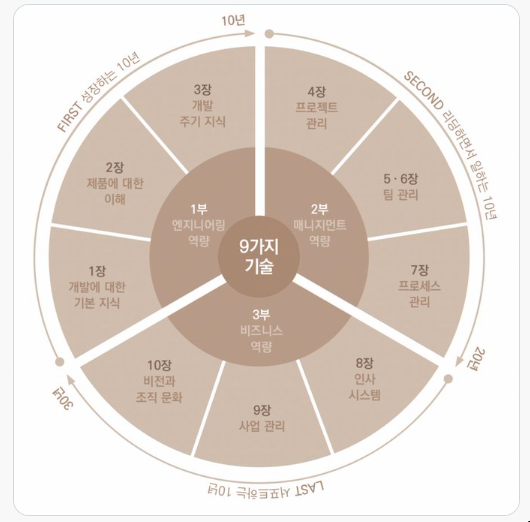 10년
FIRST 성장하는 10년
SECOND 리딩하면서 일하는 10년
20년
LAST 서포트하는 10년
30년
9가지
기술
1부
엔지니어링
역량
2부
매니지먼트
역량
3부
비즈니스
역량
1장
개발에 대한
기본 지식
2장
제품에 대한
이해
3장
개발
주기 지식
4장
프로젝트
관리
5·6장
팀 관리
7장
프로세스
관리
8장
인사
시스템
9장
사업 관리
10장
비전과
조직 문화